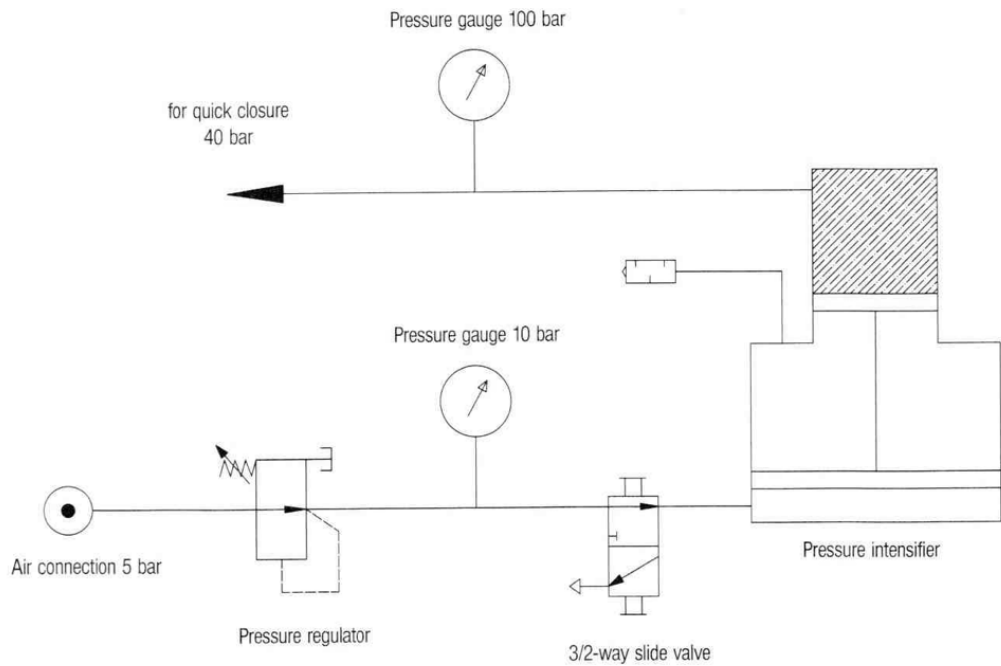 Pressure gauge 100 bar
for quick closure
40 bar
Pressure gauge 10 bar
Air connection 5 bar
Pressure regulator
3/2-way slide valve
Pressure intensifier